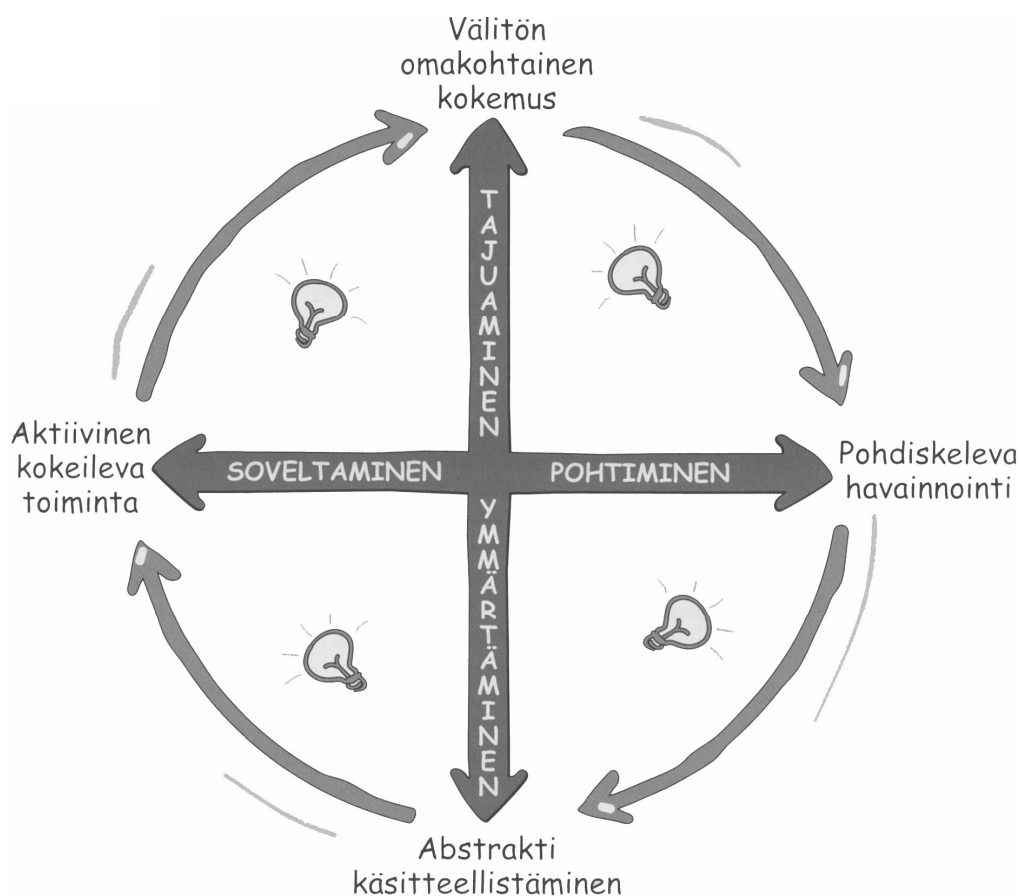 Välitön
omakohtainen
kokemus
TAJUAMINEN
Aktiivinen
kokeileva
toiminta
SOVELTAMINEN
POHTIMINEN
Pohdiskeleva
havainnointi
YMMÄRTÄMINEN
Abstrakti
käsitteellistäminen